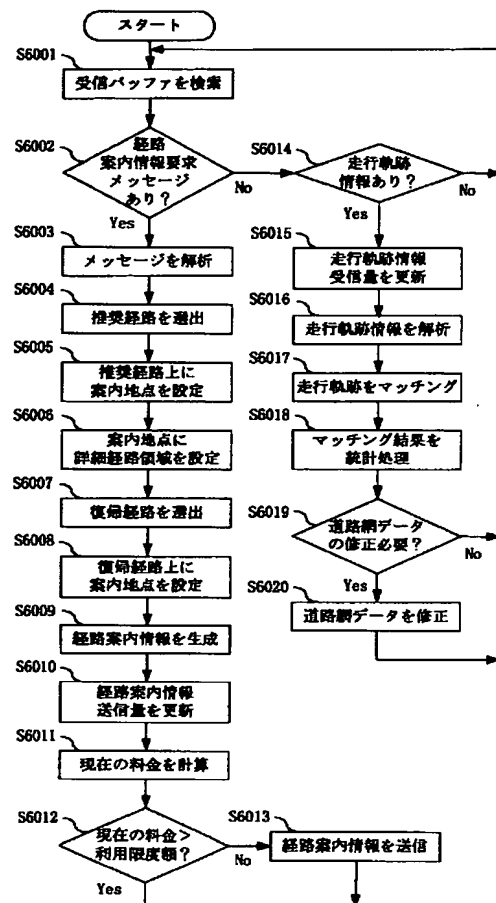 スタート
S6001
受信バッファを検索
S6002
経路
案内情報要求
メッセージ
あり？
No
Yes
S6003
メッセージを解析
S6004
推奨経路を選出
S6005
推奨経路上に
案内地点を設定
S6006
案内地点に
詳細経路領域を設定
S6007
復帰経路を選出
S6008
復帰経路上に
案内地点を設定
S6009
経路案内情報を生成
S6010
経路案内情報
送信量を更新
S6011
現在の料金を計算
S6012
現在の料金>
利用限度額？
No
Yes
S6013
経路案内情報を送信
S6014
走行軌跡
情報あり？
No
Yes
S6015
走行軌跡情報
受信量を更新
S6016
走行軌跡情報を解析
S6017
走行軌跡をマッチング
S6018
マッチング結果を
統計処理
S6019
道路網データ
の修正必要？
No
Yes
S6020
道路網データを修正